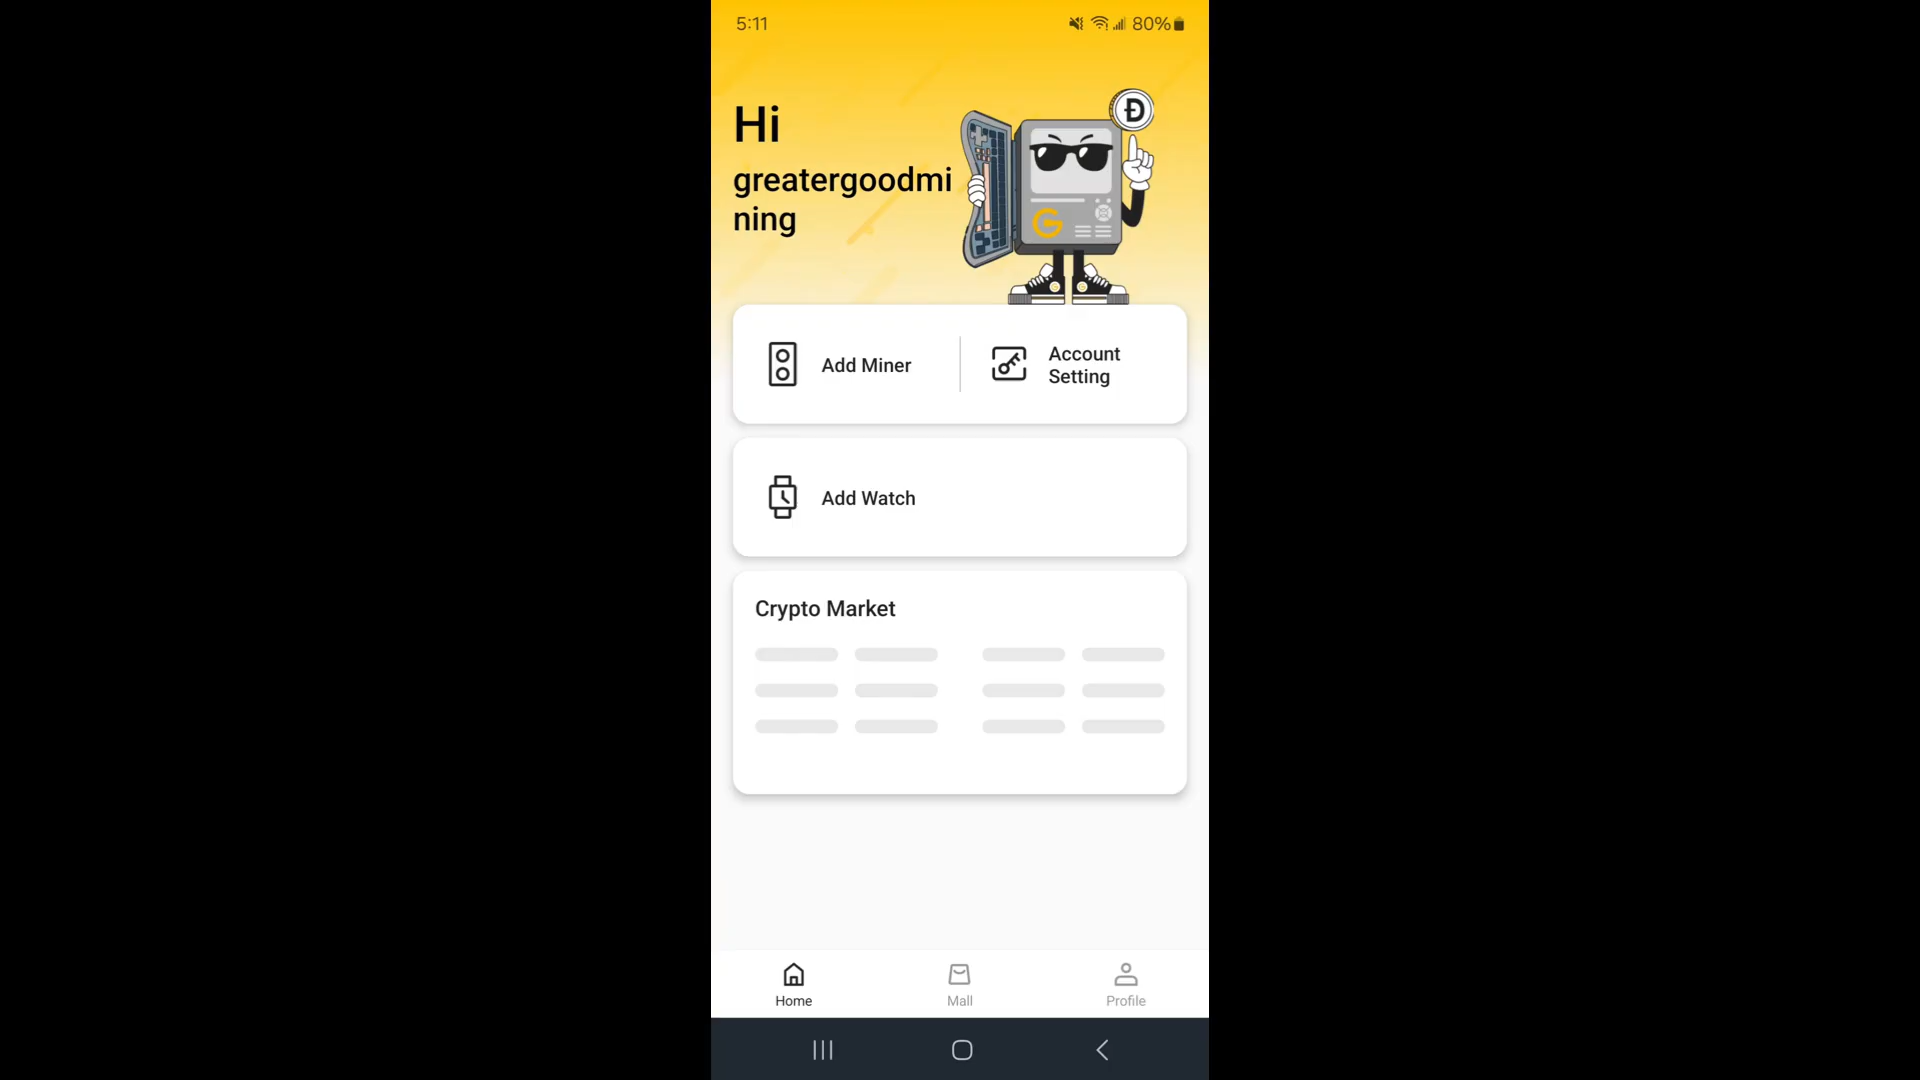 5:11
80%
Hi
greatergoodmi
ning
Ð
G
Add Miner
Account
Setting
Add Watch
Crypto Market
Home
Mall
Profile